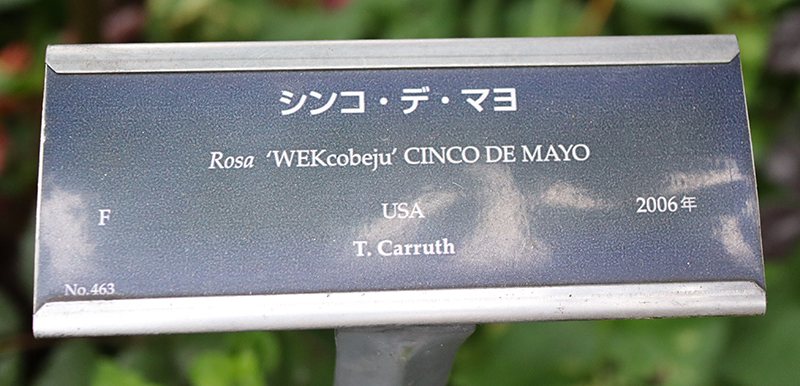 シンコ・デ・マヨ
Rosa 'WEKcobeju' CINCO DE MAYO
F USA 2006年
T. Carruth
No.463